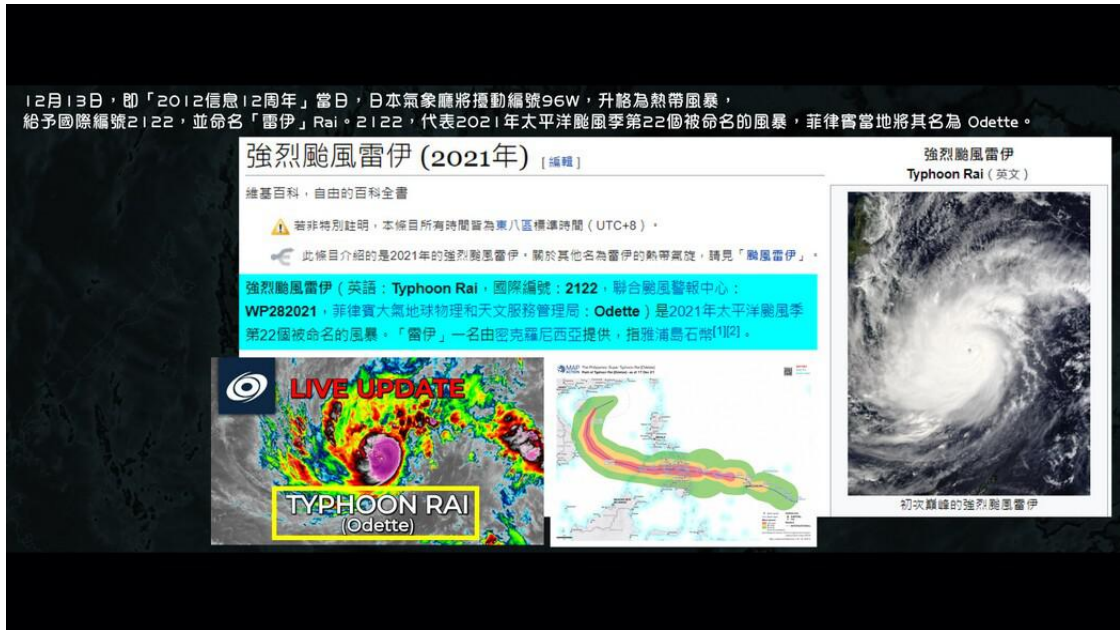 12月13日，即「2012信息12周年」當日，日本氣象廳將擾動編號96W，升格為熱帶風暴，
給予國際編號2122，並命名「雷伊」Rai。2122，代表2021年太平洋颱風季第22個被命名的風暴，菲律賓當地將其名為 Odette。
強烈颱風雷伊 (2021年) [編輯]
維基百科，自由的百科全書
若非特別註明，本條目所有時間皆為東八區標準時間（UTC+8）。
此條目介紹的是2021年的強烈颱風雷伊。關於其他名為雷伊的熱帶氣旋，請見「颱風雷伊」。
強烈颱風雷伊（英語：Typhoon Rai，國際編號：2122，聯合颱風警報中心：
WP282021，菲律賓大氣地球物理和天文服務管理局：Odette）是2021年太平洋颱風季
第22個被命名的風暴。「雷伊」一名由密克羅尼西亞提供，指雅浦島石幣[1][2]。
強烈颱風雷伊
Typhoon Rai（英文）
初次巔峰的強烈颱風雷伊
LIVE UPDATE
TYPHOON RAI
(Odette)
MAP
ACTION